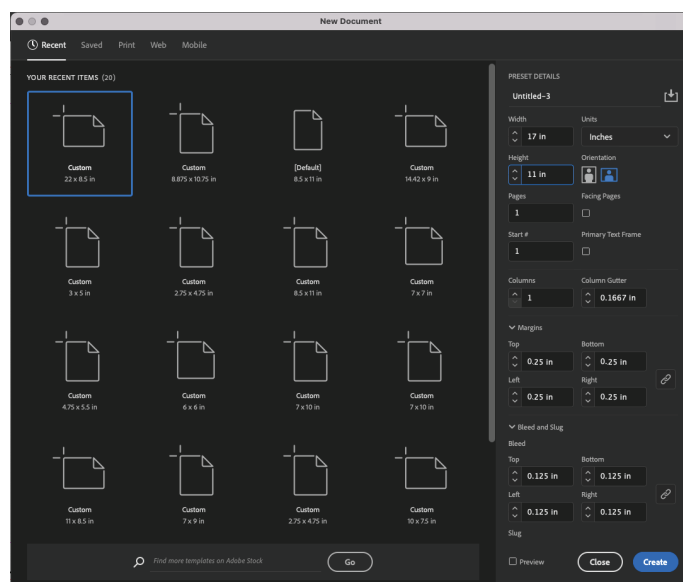 New Document
Recent Saved Print Web Mobile
YOUR RECENT ITEMS (20)
Custom
22 x 8.5 in
Custom
8.875 x 10.75 in
[Default]
8.5 x 11 in
Custom
14.42 x 9 in
Custom
3 x 5 in
Custom
2.75 x 4.75 in
Custom
8.5 x 11 in
Custom
7 x 7 in
Custom
4.75 x 5.5 in
Custom
6 x 6 in
Custom
7 x 10 in
Custom
7 x 10 in
Custom
11 x 8.5 in
Custom
7 x 9 in
Custom
2.75 x 4.75 in
Custom
10 x 7.5 in
Find more templates on Adobe Stock
Go
PRESET DETAILS
Untitled-3
Width Units
17 in Inches
Height Orientation
11 in
Pages Facing Pages
1
Start # Primary Text Frame
1
Columns Column Gutter
1 0.1667 in
Margins
Top Bottom
0.25 in 0.25 in
Left Right
0.25 in 0.25 in
Bleed and Slug
Bleed
Top Bottom
0.125 in 0.125 in
Left Right
0.125 in 0.125 in
Slug
Preview Close Create